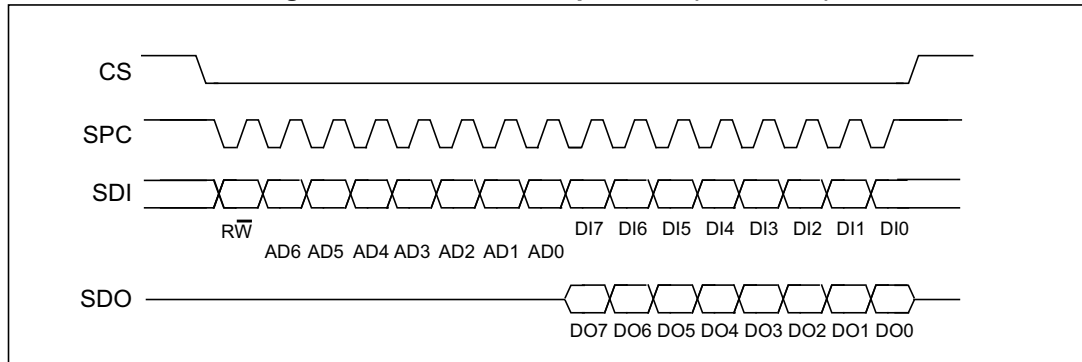 CS
SPC
SDI
RW̅
DI7 DI6 DI5 DI4 DI3 DI2 DI1 DI0
AD6 AD5 AD4 AD3 AD2 AD1 AD0
SDO
DO7 DO6 DO5 DO4 DO3 DO2 DO1 DO0